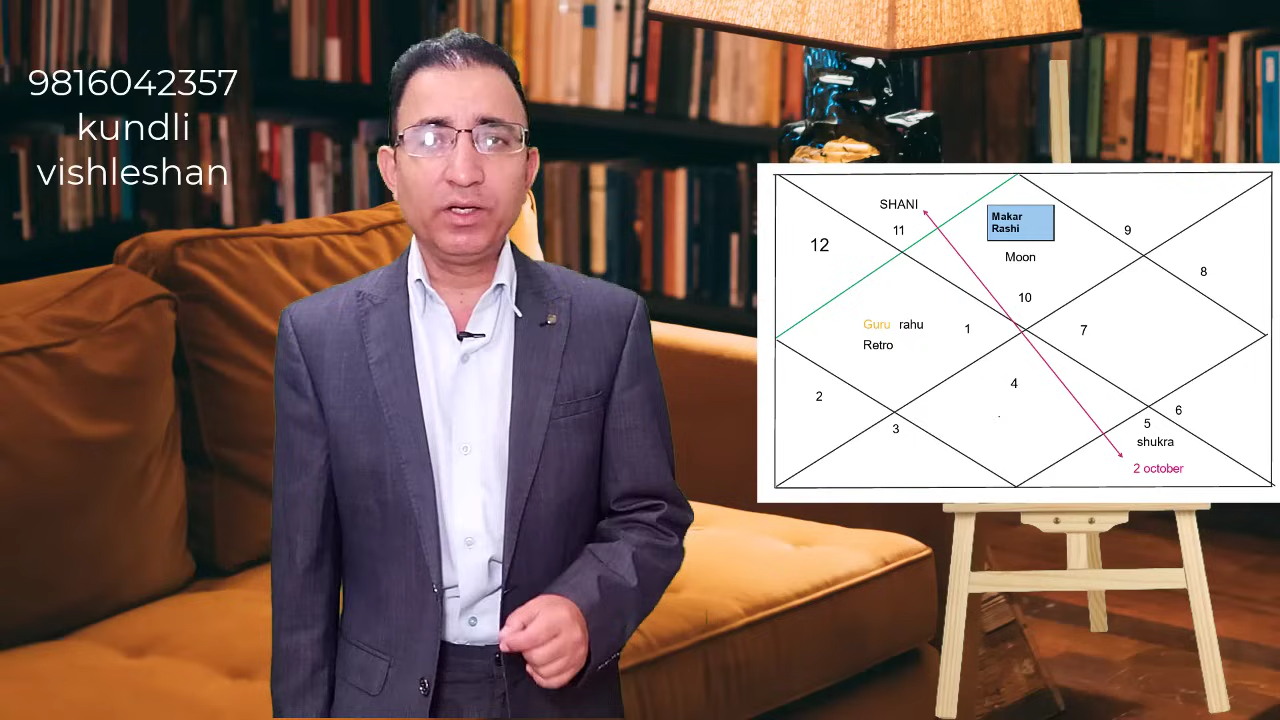 9816042357
kundli
vishleshan
SHANI
Makar
Rashi
11
9
12
Moon
8
10
Guru rahu
1
7
Retro
4
2
6
3
5
shukra
2 october